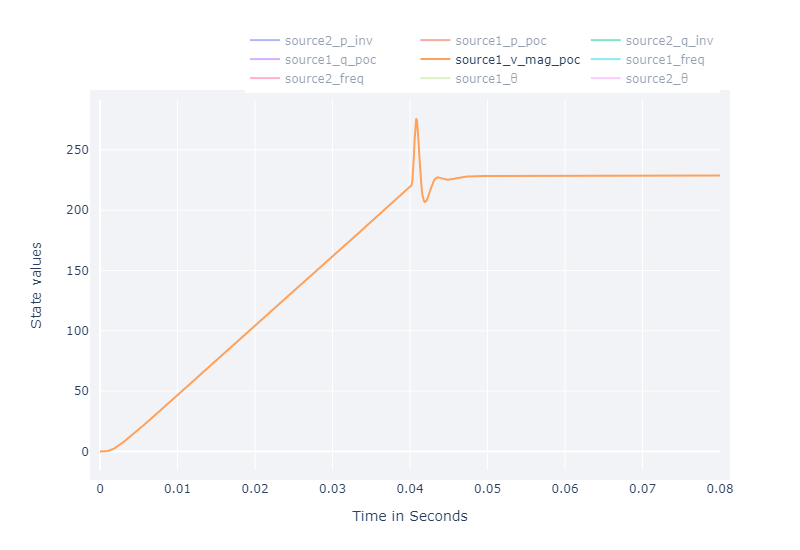 source2_p_inv source1_p_poc source2_q_inv
source1_q_poc source1_v_mag_poc source1_freq
source2_freq source1_θ source2_θ
250
200
150
100
50
0
State values
0 0.01 0.02 0.03 0.04 0.05 0.06 0.07 0.08
Time in Seconds